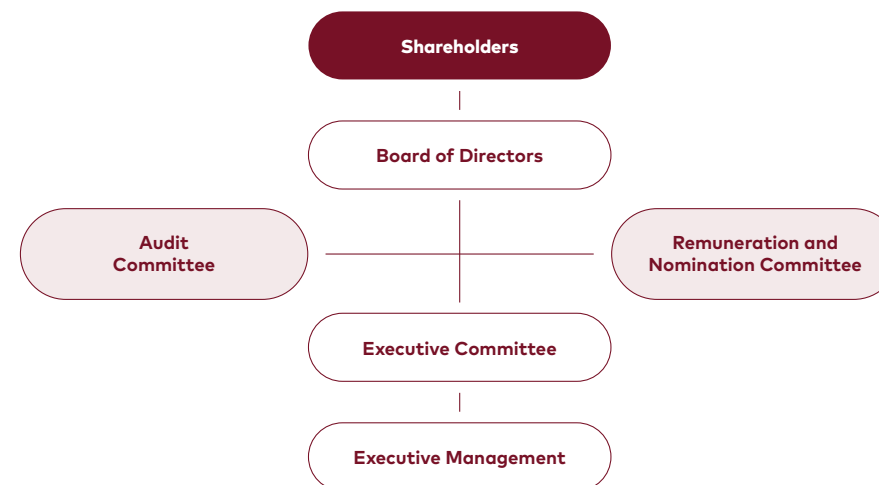 Shareholders
Board of Directors
Audit
Committee
Remuneration and
Nomination Committee
Executive Committee
Executive Management